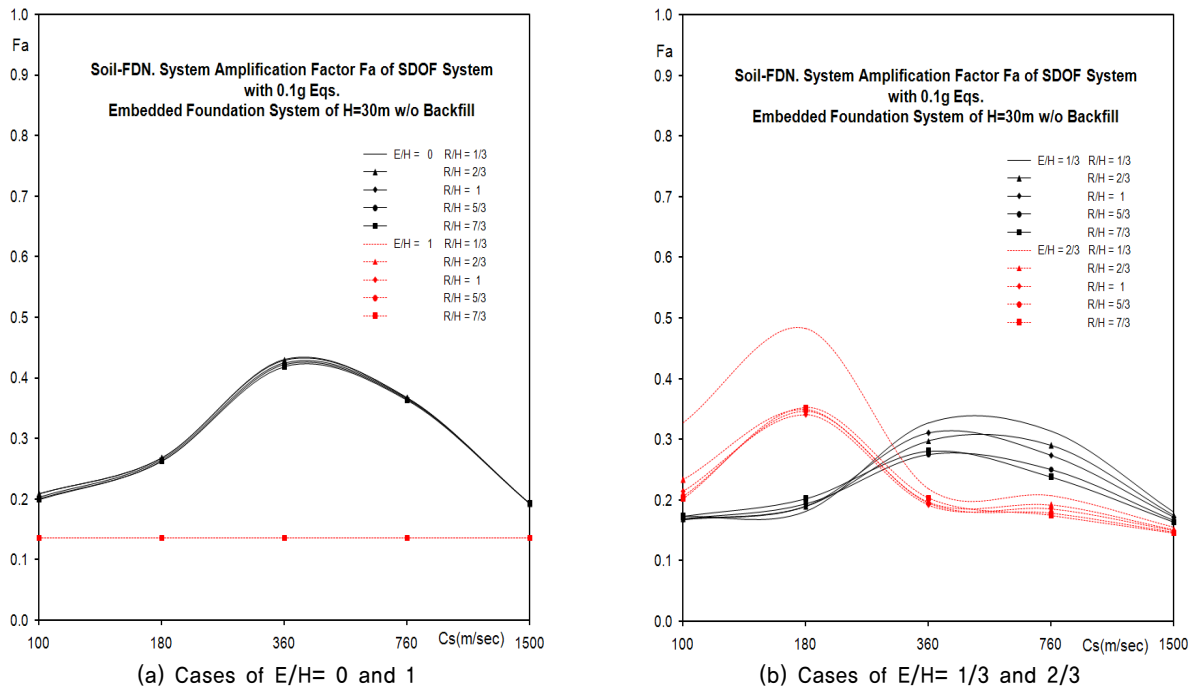 1.0
Fa
0.9
0.8
0.7
0.6
0.5
0.4
0.3
0.2
0.1
0.0
Soil-FDN. System Amplification Factor Fa of SDOF System
with 0.1g Eqs.
Embedded Foundation System of H=30m w/o Backfill
E/H = 0 R/H = 1/3
R/H = 2/3
R/H = 1
R/H = 5/3
R/H = 7/3
E/H = 1 R/H = 1/3
R/H = 2/3
R/H = 1
R/H = 5/3
R/H = 7/3
100 180 360 760 Cs(m/sec) 1500
(a) Cases of E/H= 0 and 1
1.0
Fa
0.9
0.8
0.7
0.6
0.5
0.4
0.3
0.2
0.1
0.0
Soil-FDN. System Amplification Factor Fa of SDOF System
with 0.1g Eqs.
Embedded Foundation System of H=30m w/o Backfill
E/H = 1/3 R/H = 1/3
R/H = 2/3
R/H = 1
R/H = 5/3
R/H = 7/3
E/H = 2/3 R/H = 1/3
R/H = 2/3
R/H = 1
R/H = 5/3
R/H = 7/3
100 180 360 760 Cs(m/sec) 1500
(b) Cases of E/H= 1/3 and 2/3